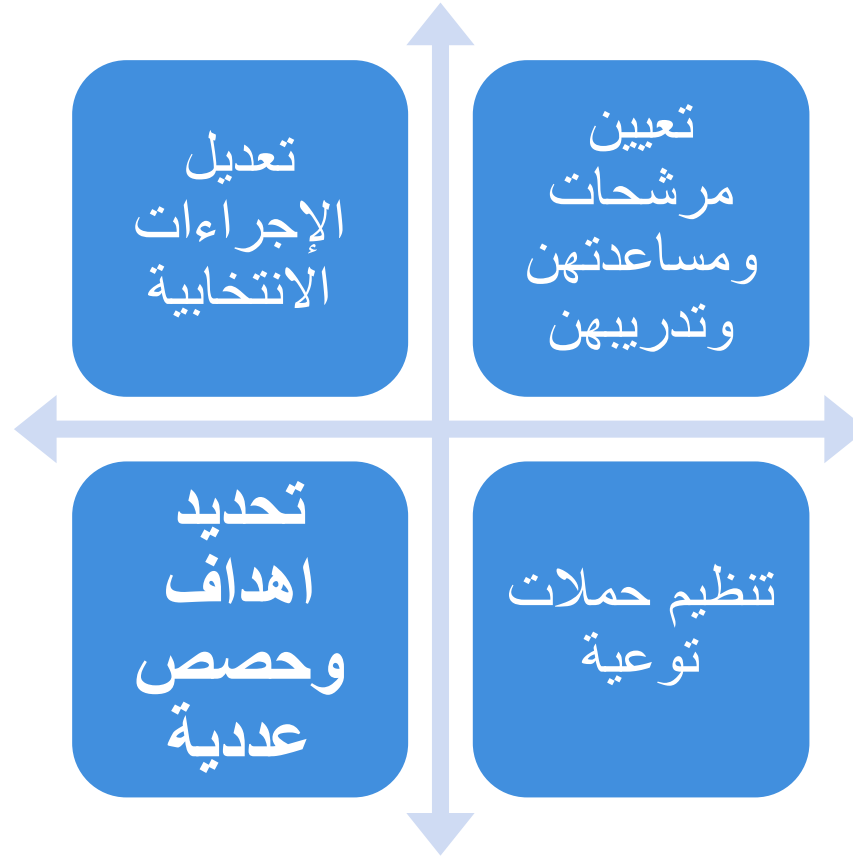 تعيين
مرشحات
ومساعدتهن
وتدريبهن
تعديل
الإجراءات
الانتخابية
تنظيم حملات
توعية
تحديد
اهداف
وحصص
عددية